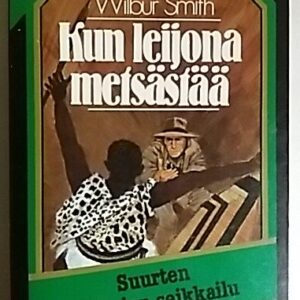 Wilbur Smith
Kun leijona
metsästää
Suurten
seikkailu